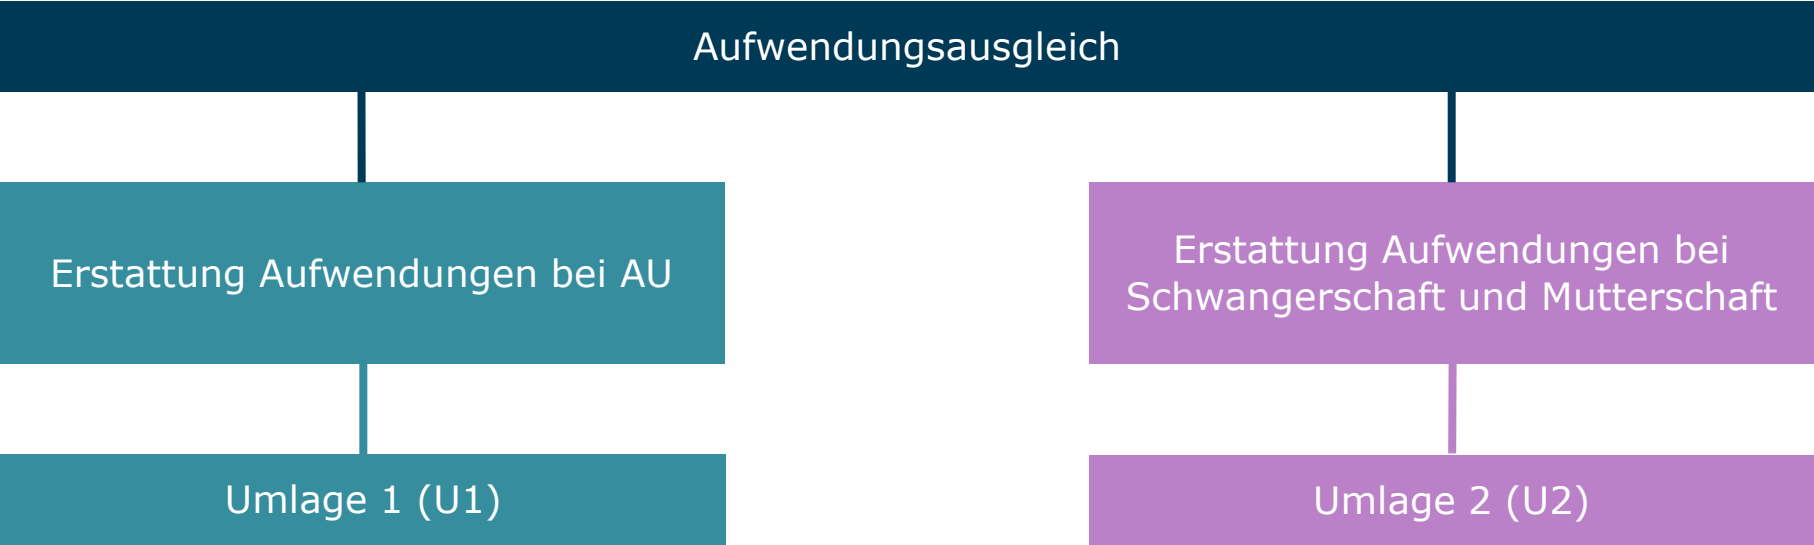 Aufwendungsausgleich
Erstattung Aufwendungen bei AU
Erstattung Aufwendungen bei
Schwangerschaft und Mutterschaft
Umlage 1 (U1)
Umlage 2 (U2)